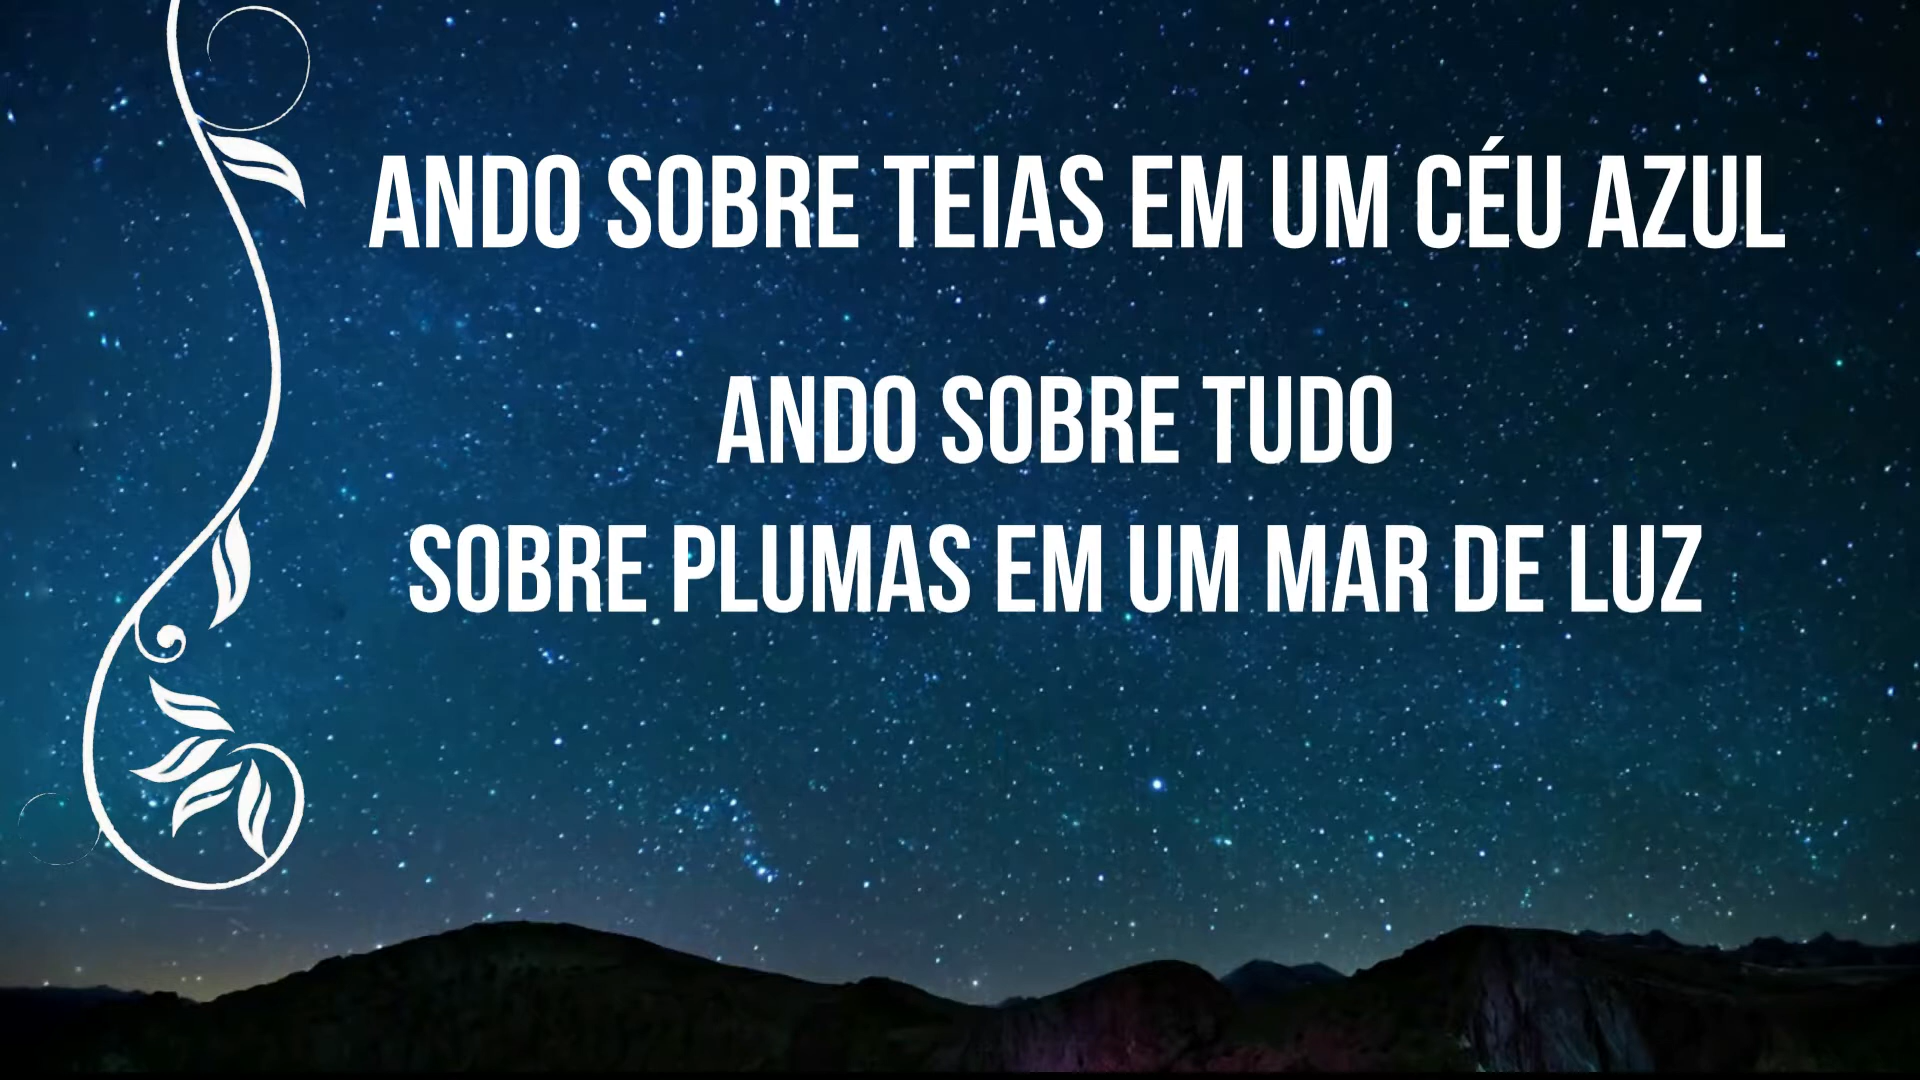 ANDO SOBRE TEIAS EM UM CÉU AZUL
ANDO SOBRE TUDO
SOBRE PLUMAS EM UM MAR DE LUZ